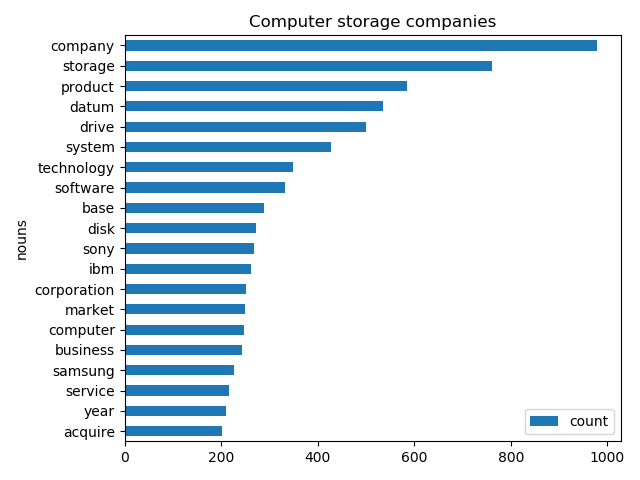 Computer storage companies
company
storage
product
datum
drive
system
technology
software
base
disk
sony
ibm
corporation
market
computer
business
samsung
service
year
acquire
nouns
count
0 200 400 600 800 1000